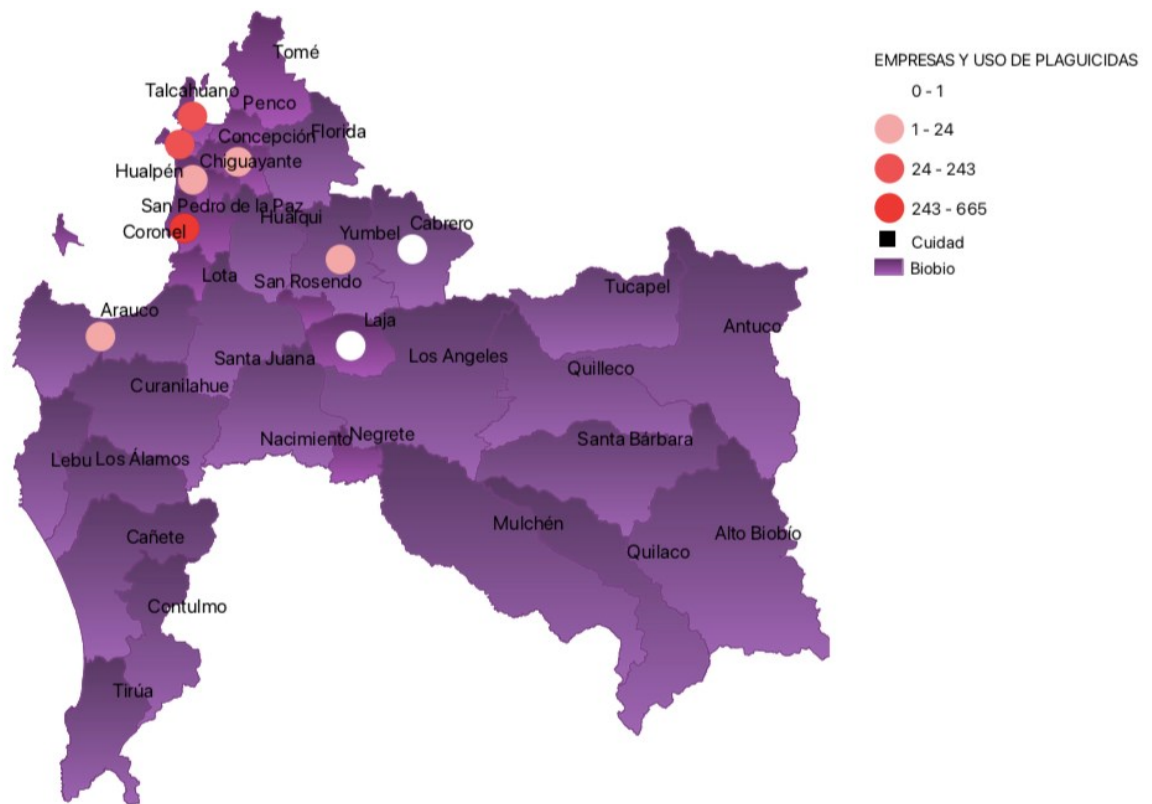 Tomé
Talcahuano
Penco
Concepción
Florida
Hualpén
Chiguayante
San Pedro de la Paz
Hualqui
Coronel
Yumbel
Cabrero
Lota
San Rosendo
Tucapel
Arauco
Laja
Antuco
Santa Juana
Los Angeles
Quilleco
Curanilahue
Nacimiento
Negrete
Santa Bárbara
Lebu
Los Álamos
Mulchén
Alto Biobío
Cañete
Quilaco
Contulmo
Tirúa
EMPRESAS Y USO DE PLAGUICIDAS
0 - 1
1 - 24
24 - 243
243 - 665
Cuidad
Biobio